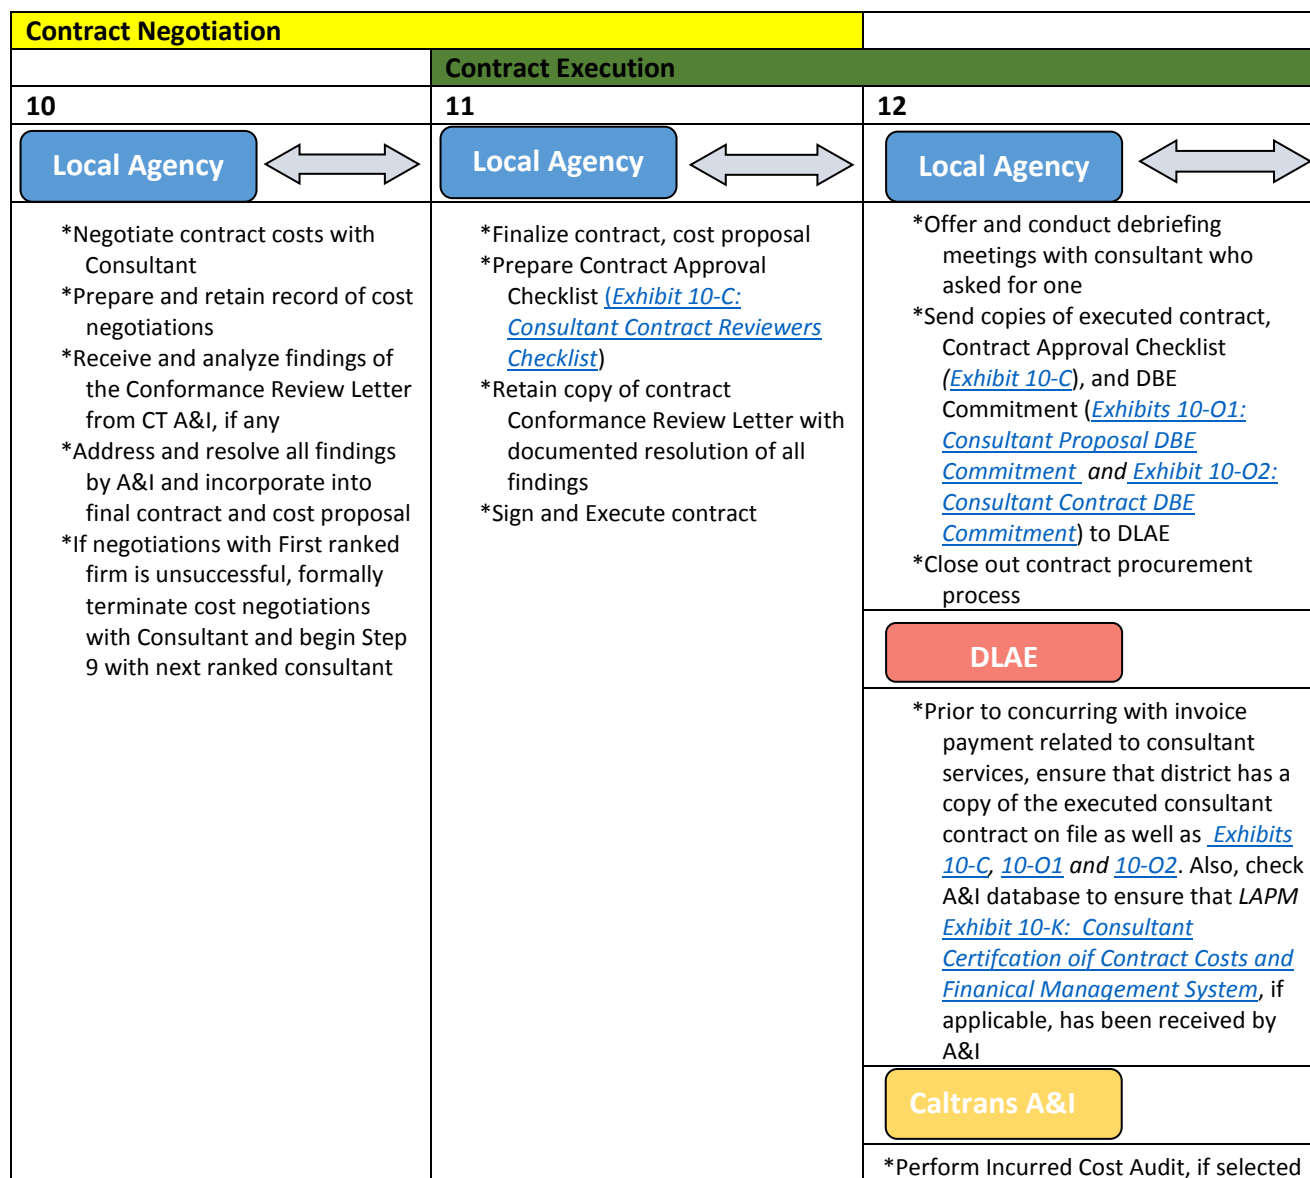 Contract Negotiation
Contract Execution
10
Local Agency
*Negotiate contract costs with
Consultant
*Prepare and retain record of cost
negotiations
*Receive and analyze findings of
the Conformance Review Letter
from CT A&I, if any
*Address and resolve all findings
by A&I and incorporate into
final contract and cost proposal
*If negotiations with First ranked
firm is unsuccessful, formally
terminate cost negotiations
with Consultant and begin Step
9 with next ranked consultant
11
Local Agency
*Finalize contract, cost proposal
*Prepare Contract Approval
Checklist (Exhibit 10-C:
Consultant Contract Reviewers
Checklist)
*Retain copy of contract
Conformance Review Letter with
documented resolution of all
findings
*Sign and Execute contract
12
Local Agency
*Offer and conduct debriefing
meetings with consultant who
asked for one
*Send copies of executed contract,
Contract Approval Checklist
(Exhibit 10-C), and DBE
Commitment (Exhibits 10-O1:
Consultant Proposal DBE
Commitment and Exhibit 10-O2:
Consultant Contract DBE
Commitment) to DLAE
*Close out contract procurement
process
DLAE
*Prior to concurring with invoice
payment related to consultant
services, ensure that district has a
copy of the executed consultant
contract on file as well as Exhibits
10-C, 10-O1 and 10-O2. Also, check
A&I database to ensure that LAPM
Exhibit 10-K: Consultant
Certifcation oif Contract Costs and
Finanical Management System, if
applicable, has been received by
A&I
Caltrans A&I
*Perform Incurred Cost Audit, if selected